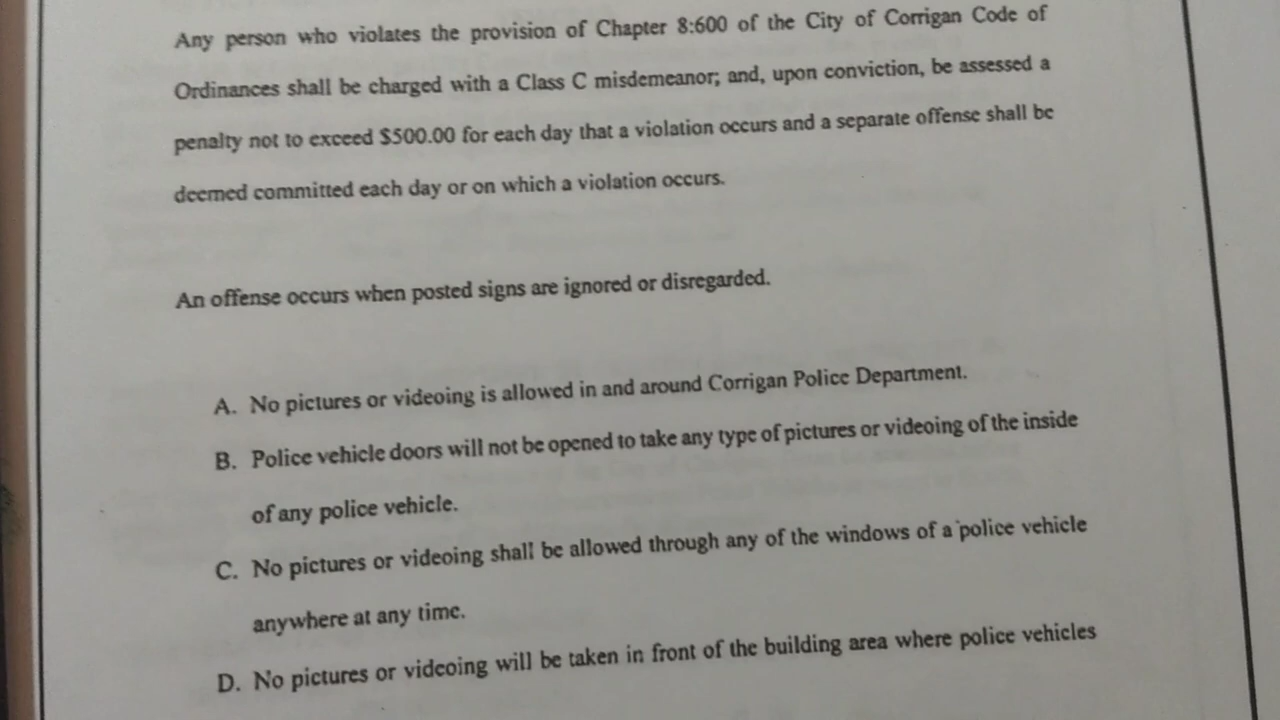 Any person who violates the provision of Chapter 8:600 of the City of Corrigan Code of
Ordinances shall be charged with a Class C misdemeanor; and, upon conviction, be assessed a
penalty not to exceed $500.00 for each day that a violation occurs and a separate offense shall be
deemed committed each day or on which a violation occurs.
An offense occurs when posted signs are ignored or disregarded.
A. No pictures or videoing is allowed in and around Corrigan Police Department.
B. Police vehicle doors will not be opened to take any type of pictures or videoing of the inside
of any police vehicle.
C. No pictures or videoing shall be allowed through any of the windows of a police vehicle
anywhere at any time.
D. No pictures or videoing will be taken in front of the building area where police vehicles